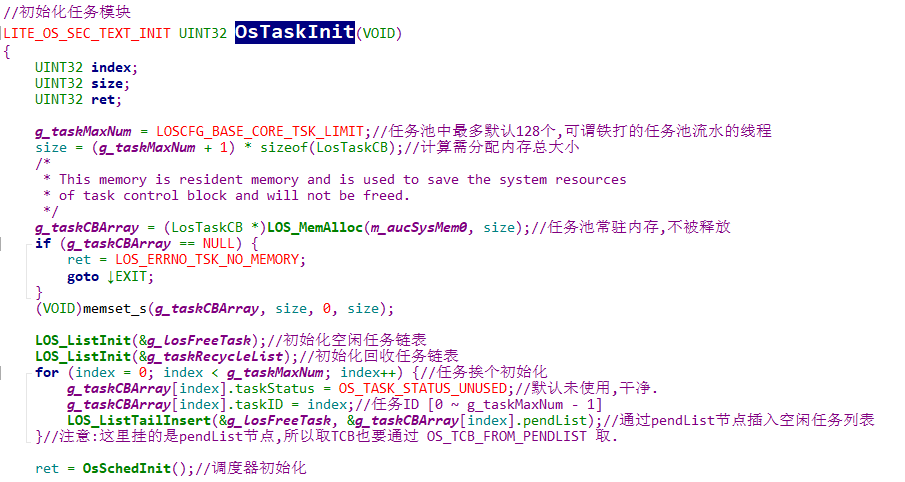 //初始化任务模块
LITE_OS_SEC_TEXT_INIT UINT32 OsTaskInit(VOID)
{
    UINT32 index;
    UINT32 size;
    UINT32 ret;

    g_taskMaxNum = LOSCFG_BASE_CORE_TSK_LIMIT;//任务池中最多默认128个,可谓铁打的任务池流水的线程
    size = (g_taskMaxNum + 1) * sizeof(LosTaskCB);//计算需分配内存总大小
    /*
     * This memory is resident memory and is used to save the system resources
     * of task control block and will not be freed.
     */
    g_taskCBArray = (LosTaskCB *)LOS_MemAlloc(m_aucSysMem0, size);//任务池常驻内存,不被释放
    if (g_taskCBArray == NULL) {
        ret = LOS_ERRNO_TSK_NO_MEMORY;
        goto ↓EXIT;
    }
    (VOID)memset_s(g_taskCBArray, size, 0, size);

    LOS_ListInit(&g_losFreeTask);//初始化空闲任务链表
    LOS_ListInit(&g_taskRecycleList);//初始化回收任务链表
    for (index = 0; index < g_taskMaxNum; index++) {//任务挨个初始化
        g_taskCBArray[index].taskStatus = OS_TASK_STATUS_UNUSED;//默认未使用,干净.
        g_taskCBArray[index].taskID = index;//任务ID [0 ~ g_taskMaxNum - 1]
        LOS_ListTailInsert(&g_losFreeTask, &g_taskCBArray[index].pendList);//通过pendList节点插入空闲任务列表
    }//注意:这里挂的是pendList节点,所以取TCB也要通过 OS_TCB_FROM_PENDLIST 取.

    ret = OsSchedInit();//调度器初始化